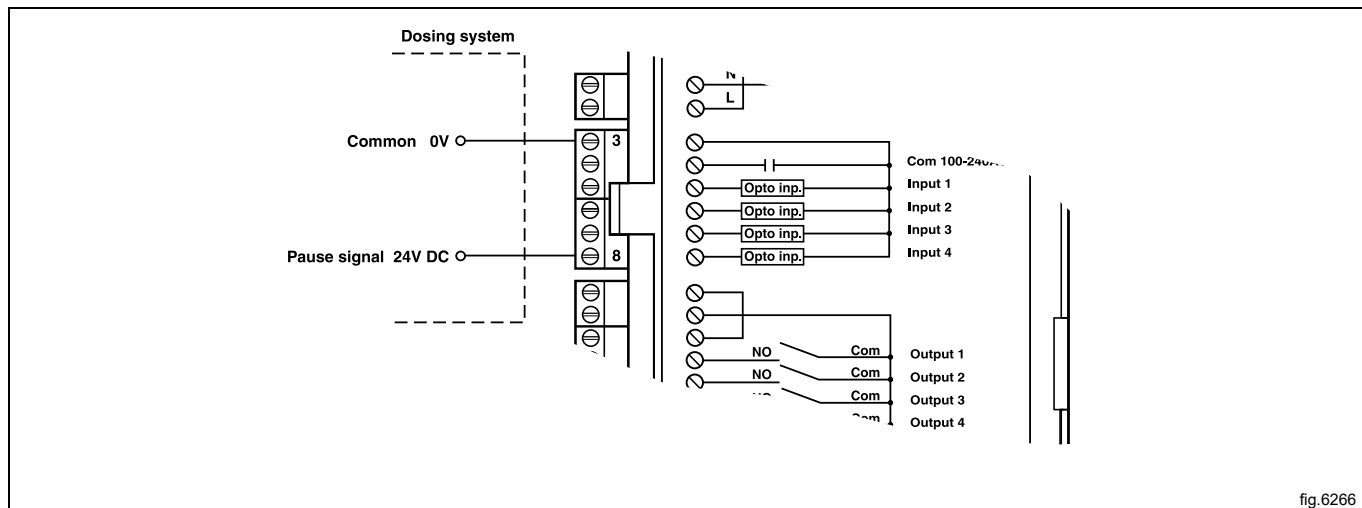 Dosing system
N
L
Common 0V
3
Com
Input 1
Opto inp.
Input 2
Opto inp.
Input 3
Opto inp.
Input 4
Opto inp.
Pause signal 24V DC
8
NO Com Output 1
NO Com Output 2
Com Output 3
Output 4
fig.6266